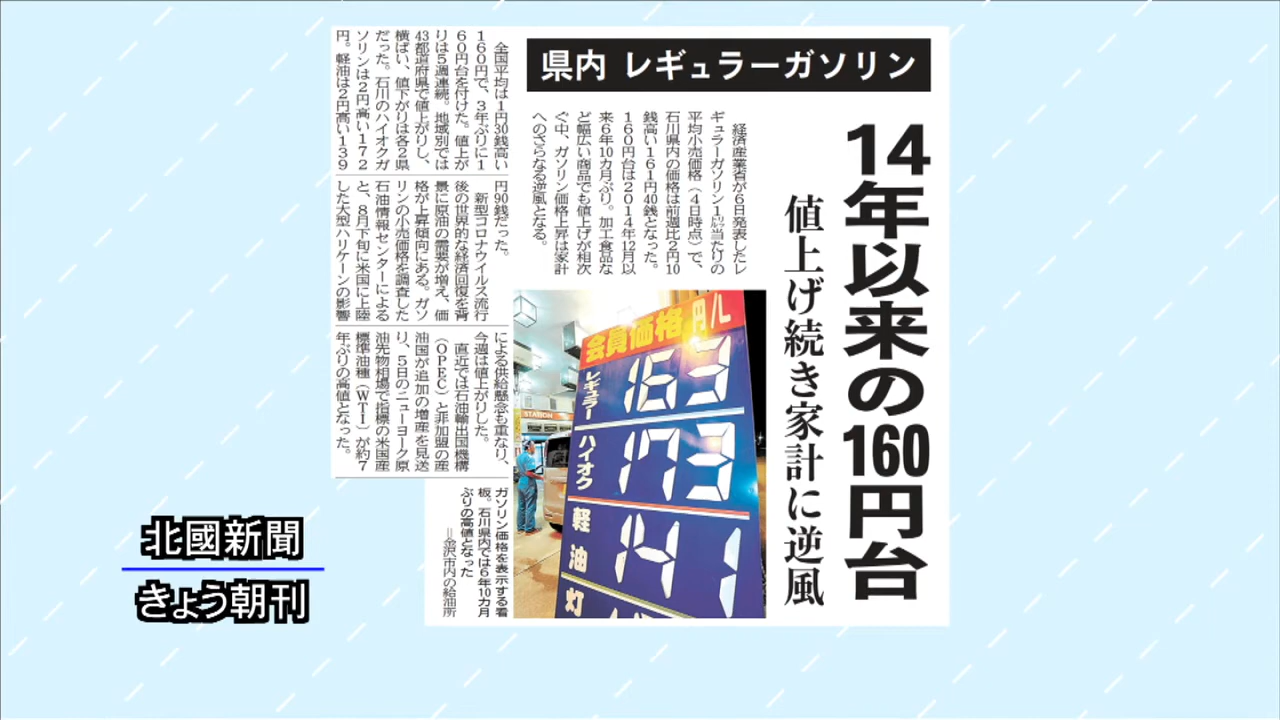 県内 レギュラーガソリン
14年以来の160円台
値上げ続き家計に逆風
経済産業省が6日発表したレ
ギュラーガソリン1㍑当たりの
平均小売価格(4日時点)で、
石川県内の価格は前週比2円10
銭高い161円40銭となった。
160円台は2014年12月以
来6年10カ月ぶり。加工食品な
ど幅広い商品でも値上げが相次
ぐ中、ガソリン価格上昇は家計
へのさらなる逆風となる。
全国平均は1円30銭高い
160円で、3年ぶりに1
60円台を付けた。値上が
りは5週連続。地域別では
43都道府県で値上がりし、
横ばい、値下がりは各2県
だった。石川のハイオクガ
ソリンは2円高い172
円。軽油は2円高い139
円90銭だった。
新型コロナウイルス流行
後の世界的な経済回復を背
景に原油の需要が増え、価
格が上昇傾向にある。ガソ
リンの小売価格を調査した
石油情報センターによる
と、8月下旬に米国に上陸
した大型ハリケーンの影響
による供給懸念も重なり、
今週は値上がりした。
直近では石油輸出国機構
(OPEC)と非加盟の産
油国が追加の増産を見送
り、5日のニューヨーク原
油先物相場で指標の米国産
標準油種(WTI)が約7
年ぶりの高値となった。
会員価格 円/L
レギュラー 163
ハイオク 173
軽油 141
灯
STATION
ガソリン価格を表示する看
板。石川県内では6年10カ月
ぶりの高値となった
=金沢市内の給油所
北國新聞
きょう朝刊